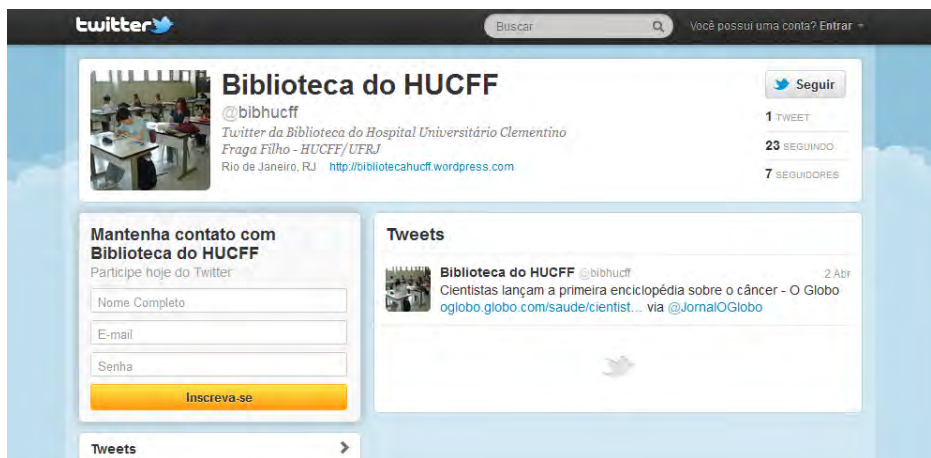 twitter
Buscar
Você possui uma conta? Entrar
Biblioteca do HUCFF
@bibhucff
Twitter da Biblioteca do Hospital Universitário Clementino
Fraga Filho - HUCFF/UFRJ
Rio de Janeiro, RJ http://bibliotecahucff.wordpress.com
Seguir
1 TWEET
23 SEGUINDO
7 SEGUIDORES
Mantenha contato com
Biblioteca do HUCFF
Participe hoje do Twitter
Nome Completo
E-mail
Senha
Inscreva-se
Tweets
Tweets
Biblioteca do HUCFF @bibhucff 2 Abr
Cientistas lançam a primeira enciclopédia sobre o câncer - O Globo
oglobo.globo.com/saude/cientist... via @JornalOGlobo